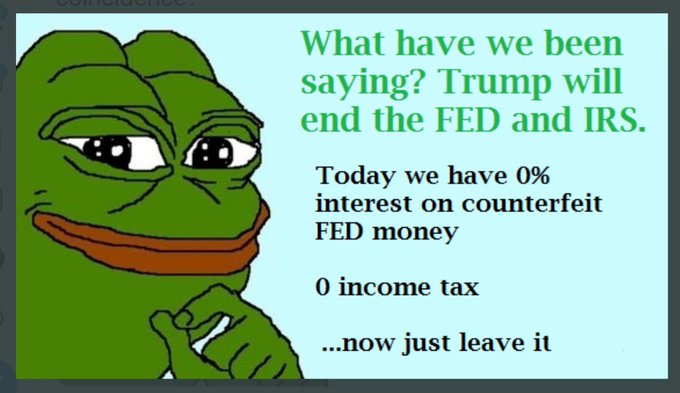 What have we been
saying? Trump will
end the FED and IRS.
Today we have 0%
interest on counterfeit
FED money
0 income tax
...now just leave it